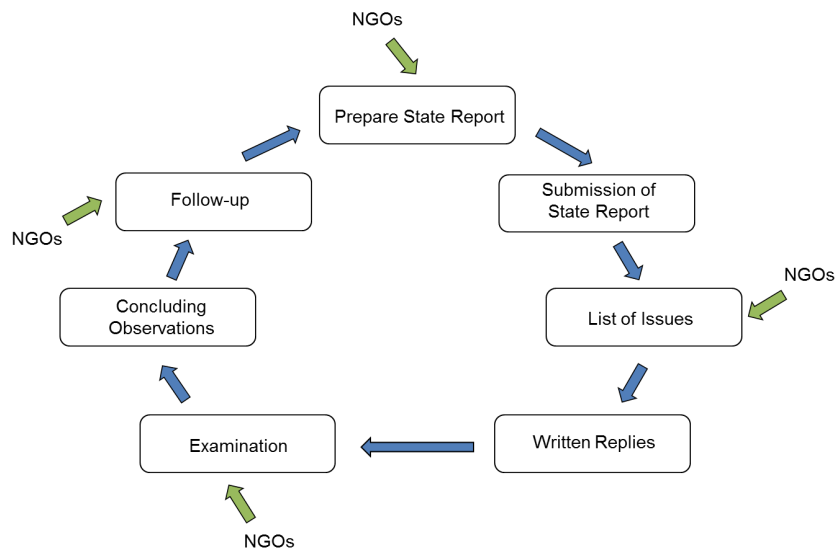 NGOs
Prepare State Report
Submission of
State Report
NGOs
List of Issues
Written Replies
Examination
NGOs
Concluding
Observations
NGOs
Follow-up